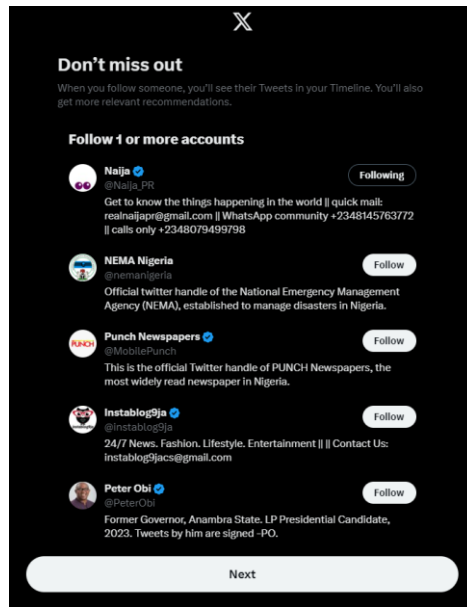 X
Don't miss out
When you follow someone, you'll see their Tweets in your Timeline. You'll also
get more relevant recommendations.
Follow 1 or more accounts
Naija
@Naija_PR
Following
Get to know the things happening in the world || quick mail:
realnaijapr@gmail.com || WhatsApp community +2348145763772
|| calls only +2348079499798
NEMA Nigeria
@nemanigeria
Follow
Official twitter handle of the National Emergency Management
Agency (NEMA), established to manage disasters in Nigeria.
PUNCH
Punch Newspapers
@MobilePunch
Follow
This is the official Twitter handle of PUNCH Newspapers, the
most widely read newspaper in Nigeria.
Instablog9ja
@instablog9ja
Follow
24/7 News. Fashion. Lifestyle. Entertainment || || Contact Us:
instablog9jacs@gmail.com
Peter Obi
@PeterObi
Follow
Former Governor, Anambra State. LP Presidential Candidate,
2023. Tweets by him are signed -PO.
Next